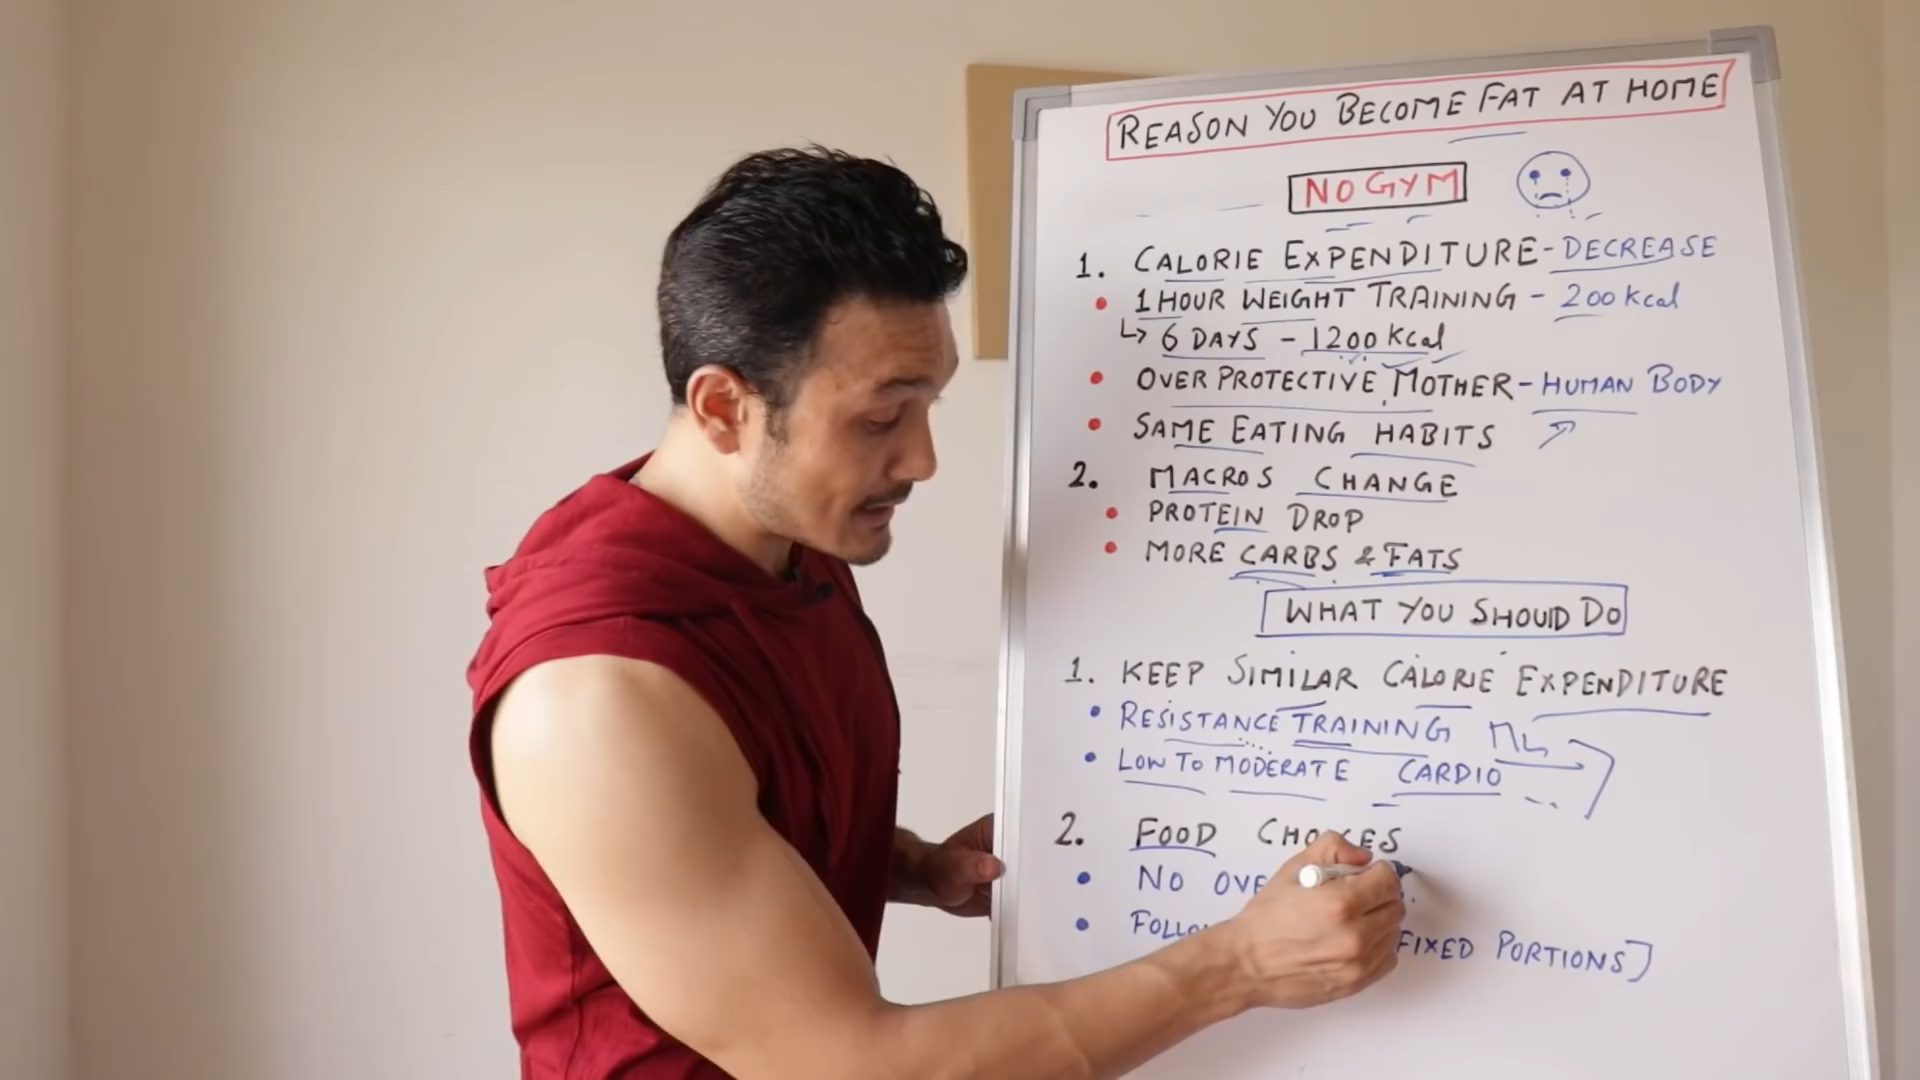 REASON YOU BECOME FAT AT HOME
NO GYM
1. CALORIE EXPENDITURE - DECREASE
• 1 HOUR WEIGHT TRAINING - 200 Kcal
↳ 6 DAYS - 1200 Kcal
• OVER PROTECTIVE MOTHER - HUMAN BODY
• SAME EATING HABITS
2. MACROS CHANGE
• PROTEIN DROP
• MORE CARBS & FATS
WHAT YOU SHOULD DO
1. KEEP SIMILAR CALORIE EXPENDITURE
• RESISTANCE TRAINING
• LOW TO MODERATE CARDIO
2. FOOD CHOICES
• NO
• FIXED PORTIONS]